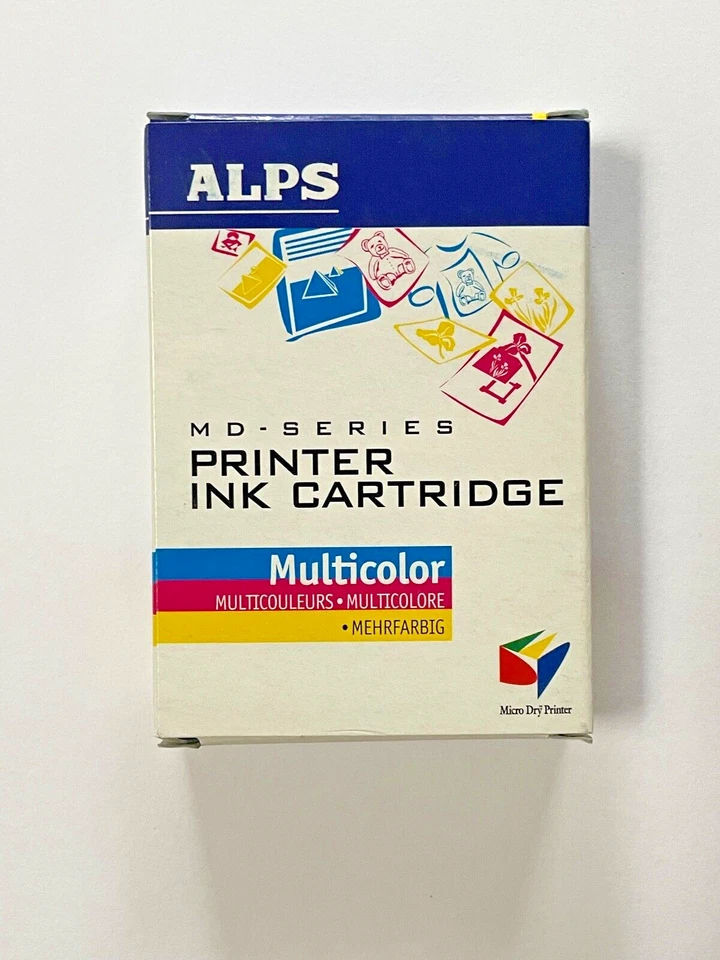 ALPS
MD-SERIES
PRINTER
INK CARTRIDGE
Multicolor
MULTICOULEURS • MULTICOLORE
• MEHRFARBIG
Micro Dry Printer